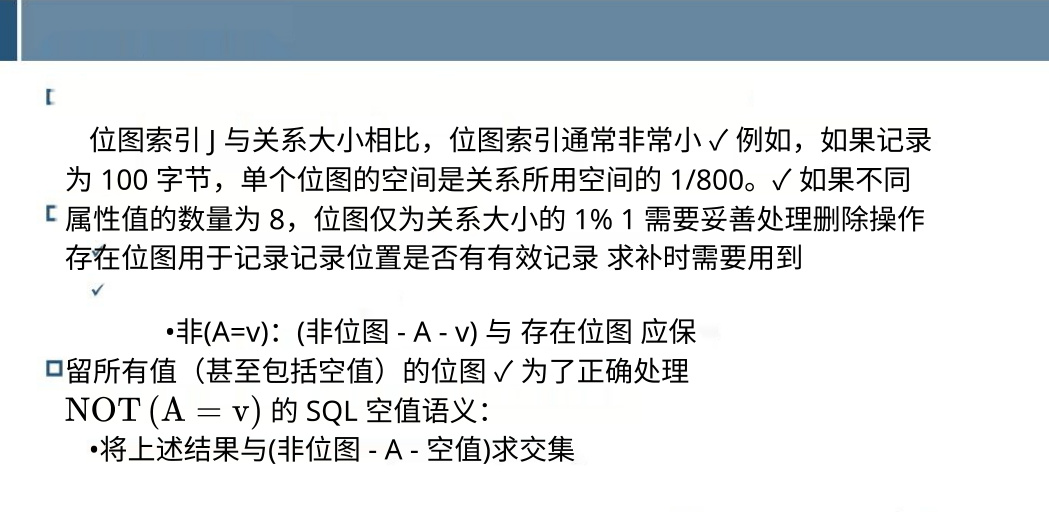 位图索引 J 与关系大小相比，位图索引通常非常小 ✓ 例如，如果记录
为 100 字节，单个位图的空间是关系所用空间的 1/800。✓ 如果不同
属性值的数量为 8，位图仅为关系大小的 1% 1 需要妥善处理删除操作
存在位图用于记录记录位置是否有有效记录 求补时需要用到
•非(A=v)：(非位图 - A - v) 与 存在位图 应保
留所有值（甚至包括空值）的位图 ✓ 为了正确处理
NOT (A = v) 的 SQL 空值语义：
•将上述结果与(非位图 - A - 空值)求交集